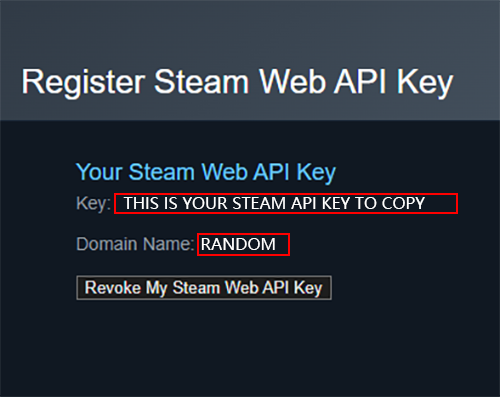 Register Steam Web API Key
Your Steam Web API Key
Key: THIS IS YOUR STEAM API KEY TO COPY
Domain Name: RANDOM
Revoke My Steam Web API Key